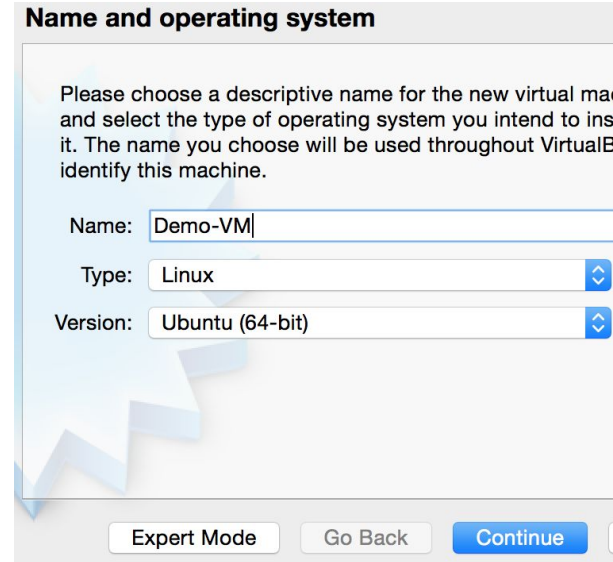 Name and operating system
Please choose a descriptive name for the new virtual mac
and select the type of operating system you intend to ins
it. The name you choose will be used throughout VirtualB
identify this machine.
Name: Demo-VM
Type: Linux
Version: Ubuntu (64-bit)
Expert Mode Go Back Continue